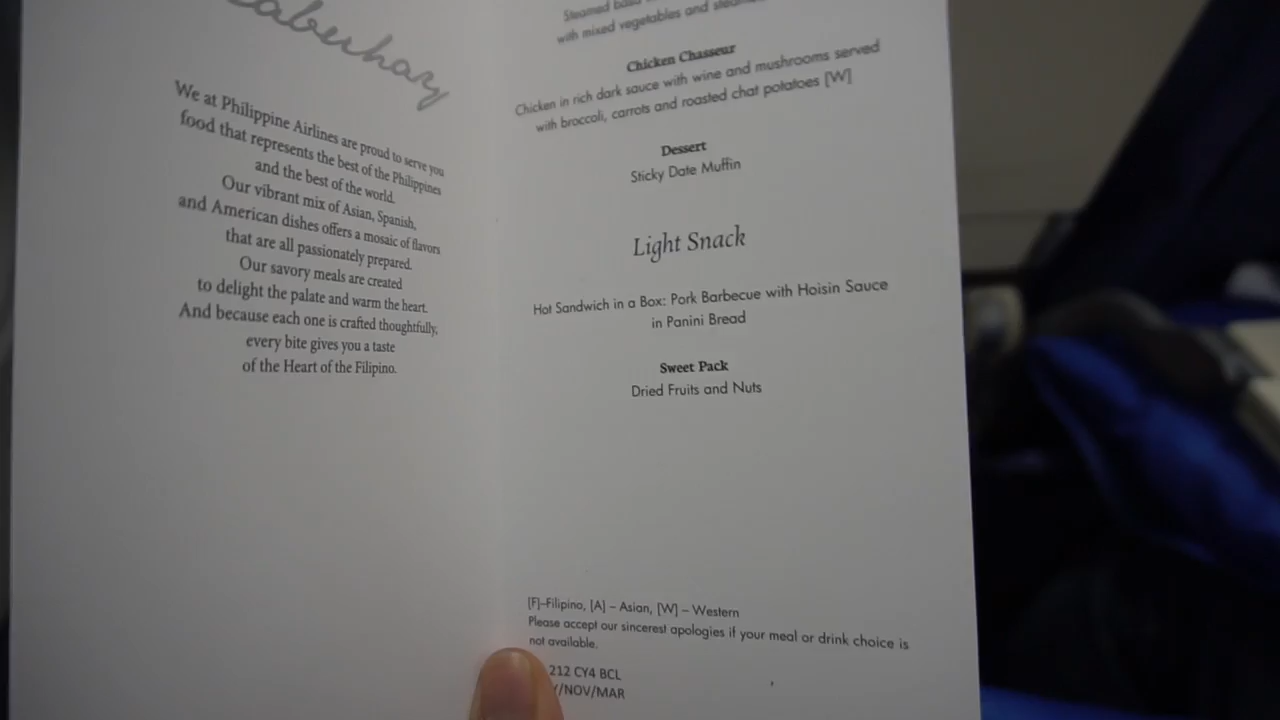 We at Philippine Airlines are proud to serve you
food that represents the best of the Philippines
and the best of the world.
Our vibrant mix of Asian, Spanish,
and American dishes offers a mosaic of flavors
that are all passionately prepared.
Our savory meals are created
to delight the palate and warm the heart.
And because each one is crafted thoughtfully,
every bite gives you a taste
of the Heart of the Filipino.
Steamed
with mixed vegetables and
Chicken Chasseur
Chicken in rich dark sauce with wine and mushrooms served
with broccoli, carrots and roasted chat potatoes [W]
Dessert
Sticky Date Muffin
Light Snack
Hot Sandwich in a Box: Pork Barbecue with Hoisin Sauce
in Panini Bread
Sweet Pack
Dried Fruits and Nuts
[F]–Filipino, [A] – Asian, [W] – Western
Please accept our sincerest apologies if your meal or drink choice is
not available.
212 CY4 BCL
/NOV/MAR